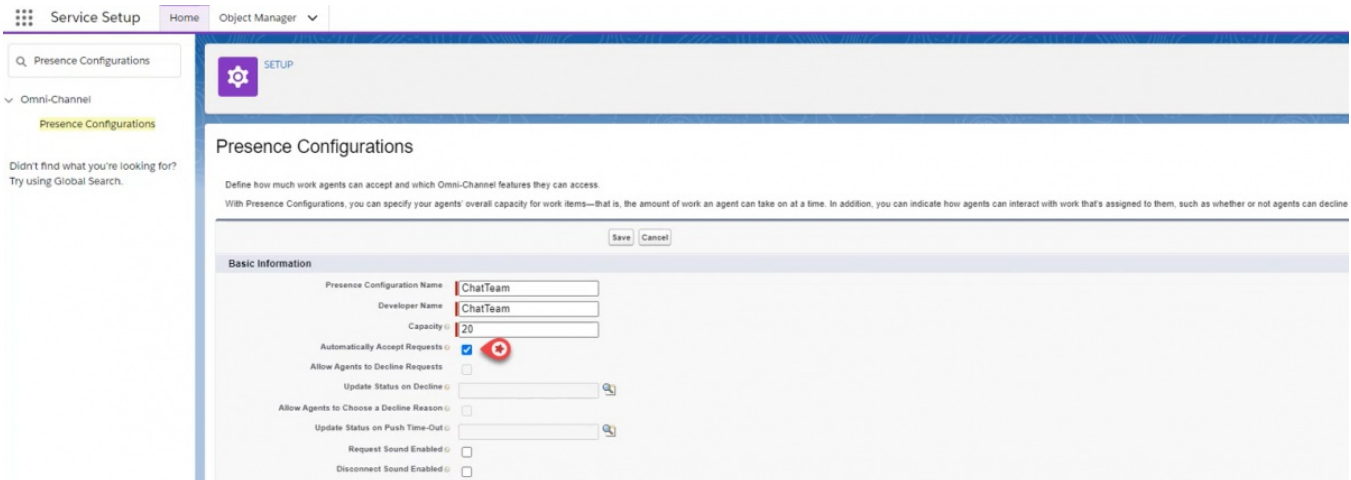 Service Setup
Home
Object Manager
Presence Configurations
Omni-Channel
Presence Configurations
Didn't find what you're looking for?
Try using Global Search.
SETUP
Presence Configurations
Define how much work agents can accept and which Omni-Channel features they can access.
With Presence Configurations, you can specify your agents' overall capacity for work items—that is, the amount of work an agent can take on at a time. In addition, you can indicate how agents can interact with work that's assigned to them, such as whether or not agents can decline
Save Cancel
Basic Information
Presence Configuration Name ChatTeam
Developer Name ChatTeam
Capacity 20
Automatically Accept Requests
Allow Agents to Decline Requests
Update Status on Decline
Allow Agents to Choose a Decline Reason
Update Status on Push Time-Out
Request Sound Enabled
Disconnect Sound Enabled